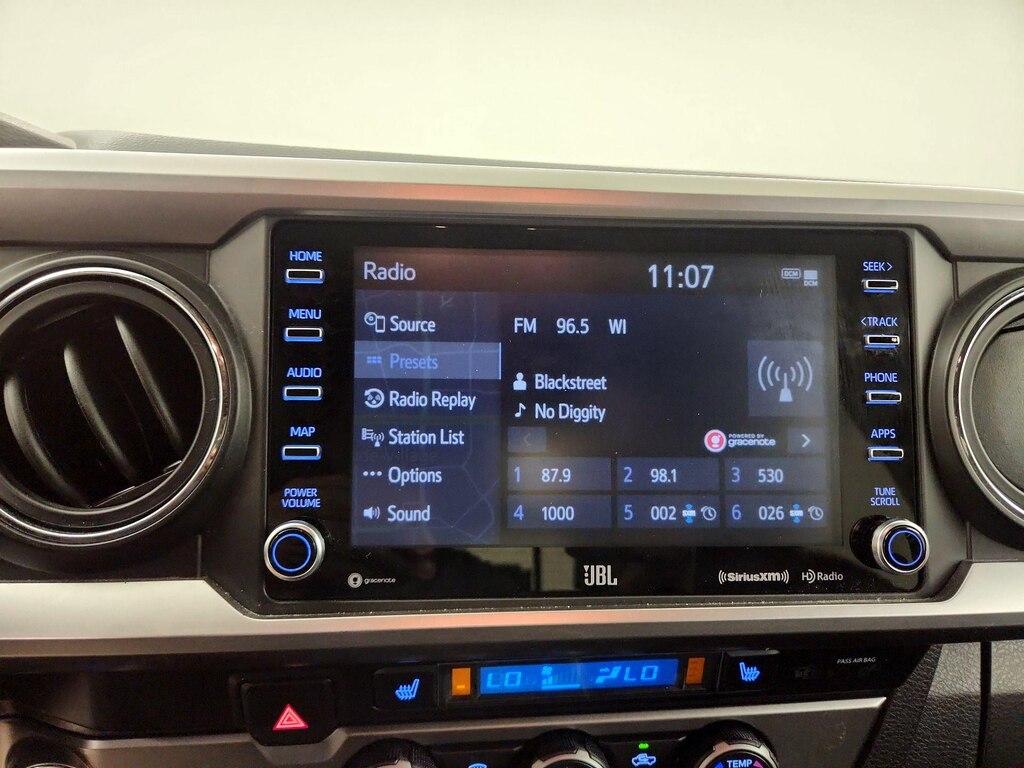 HOME
MENU
AUDIO
MAP
POWER
VOLUME
Radio
11:07
DCM
DCM
Source
Presets
Radio Replay
Station List
Options
Sound
FM 96.5 WI
Blackstreet
No Diggity
POWERED BY
gracenote
1 87.9 2 98.1 3 530
4 1000 5 002 6 026
SEEK>
<TRACK
PHONE
APPS
TUNE
SCROLL
gracenote
JBL
((SiriusXM))
HD Radio
LO LO
PASS AIR BAG
TEMP